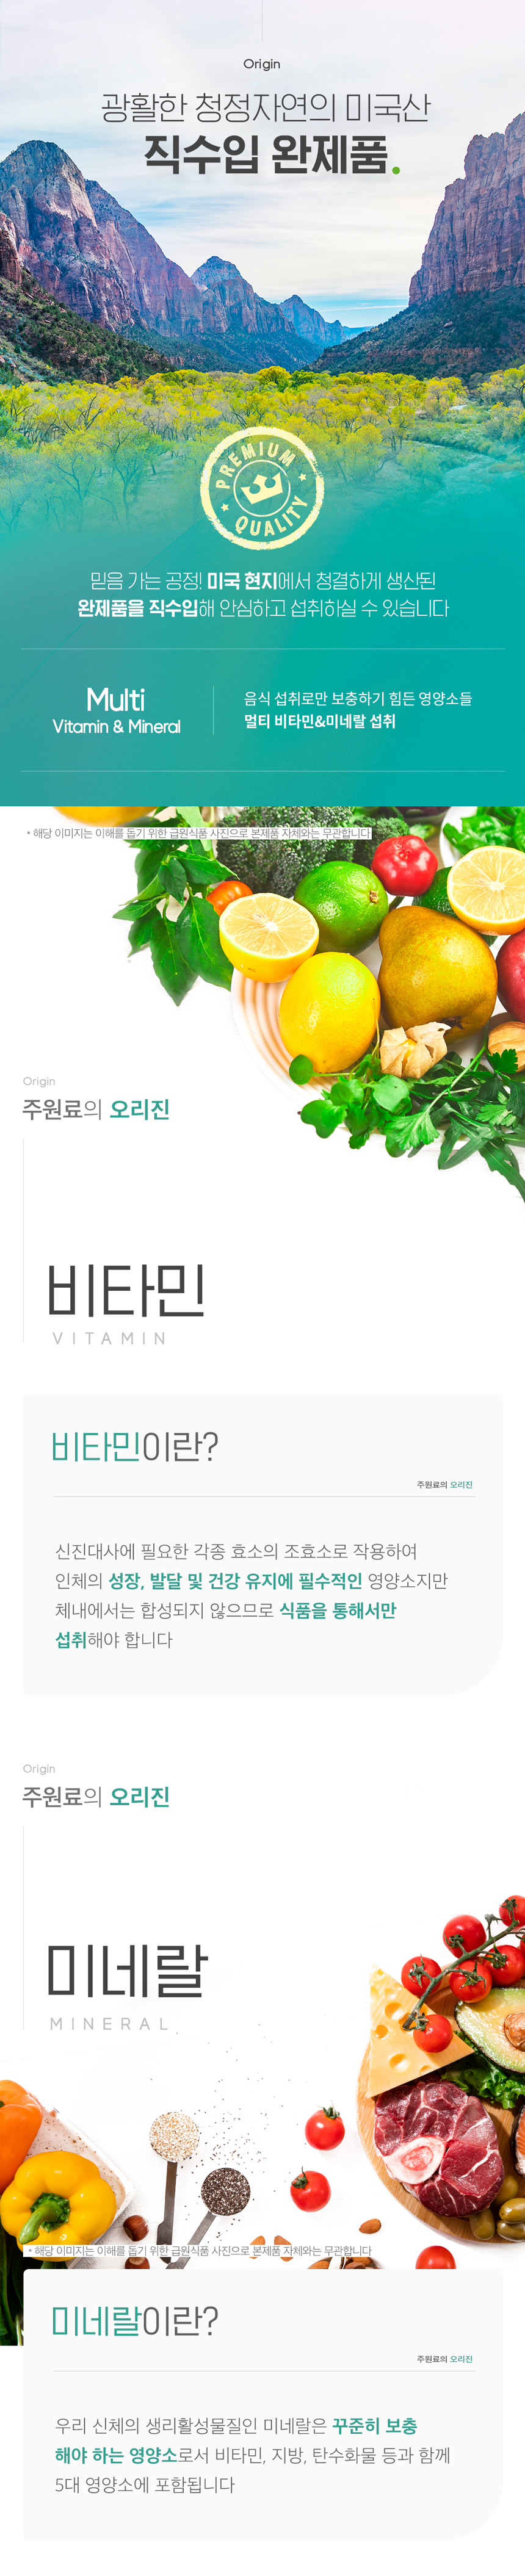 Origin
광활한 청정자연의 미국산
직수입 완제품.
PREMIUM
QUALITY
믿음 가는 공정! 미국 현지에서 청결하게 생산된
완제품을 직수입해 안심하고 섭취하실 수 있습니다
Multi
Vitamin & Mineral
음식 섭취로만 보충하기 힘든 영양소들
멀티 비타민&미네랄 섭취
* 해당 이미지는 이해를 돕기 위한 급원식품 사진으로 본제품 자체와는 무관합니다
Origin
주원료의 오리진
비타민
VITAMIN
비타민이란?
주원료의 오리진
신진대사에 필요한 각종 효소의 조효소로 작용하여
인체의 성장, 발달 및 건강 유지에 필수적인 영양소지만
체내에서는 합성되지 않으므로 식품을 통해서만
섭취해야 합니다
Origin
주원료의 오리진
미네랄
MINERAL
* 해당 이미지는 이해를 돕기 위한 급원식품 사진으로 본제품 자체와는 무관합니다
미네랄이란?
주원료의 오리진
우리 신체의 생리활성물질인 미네랄은 꾸준히 보충
해야 하는 영양소로서 비타민, 지방, 탄수화물 등과 함께
5대 영양소에 포함됩니다